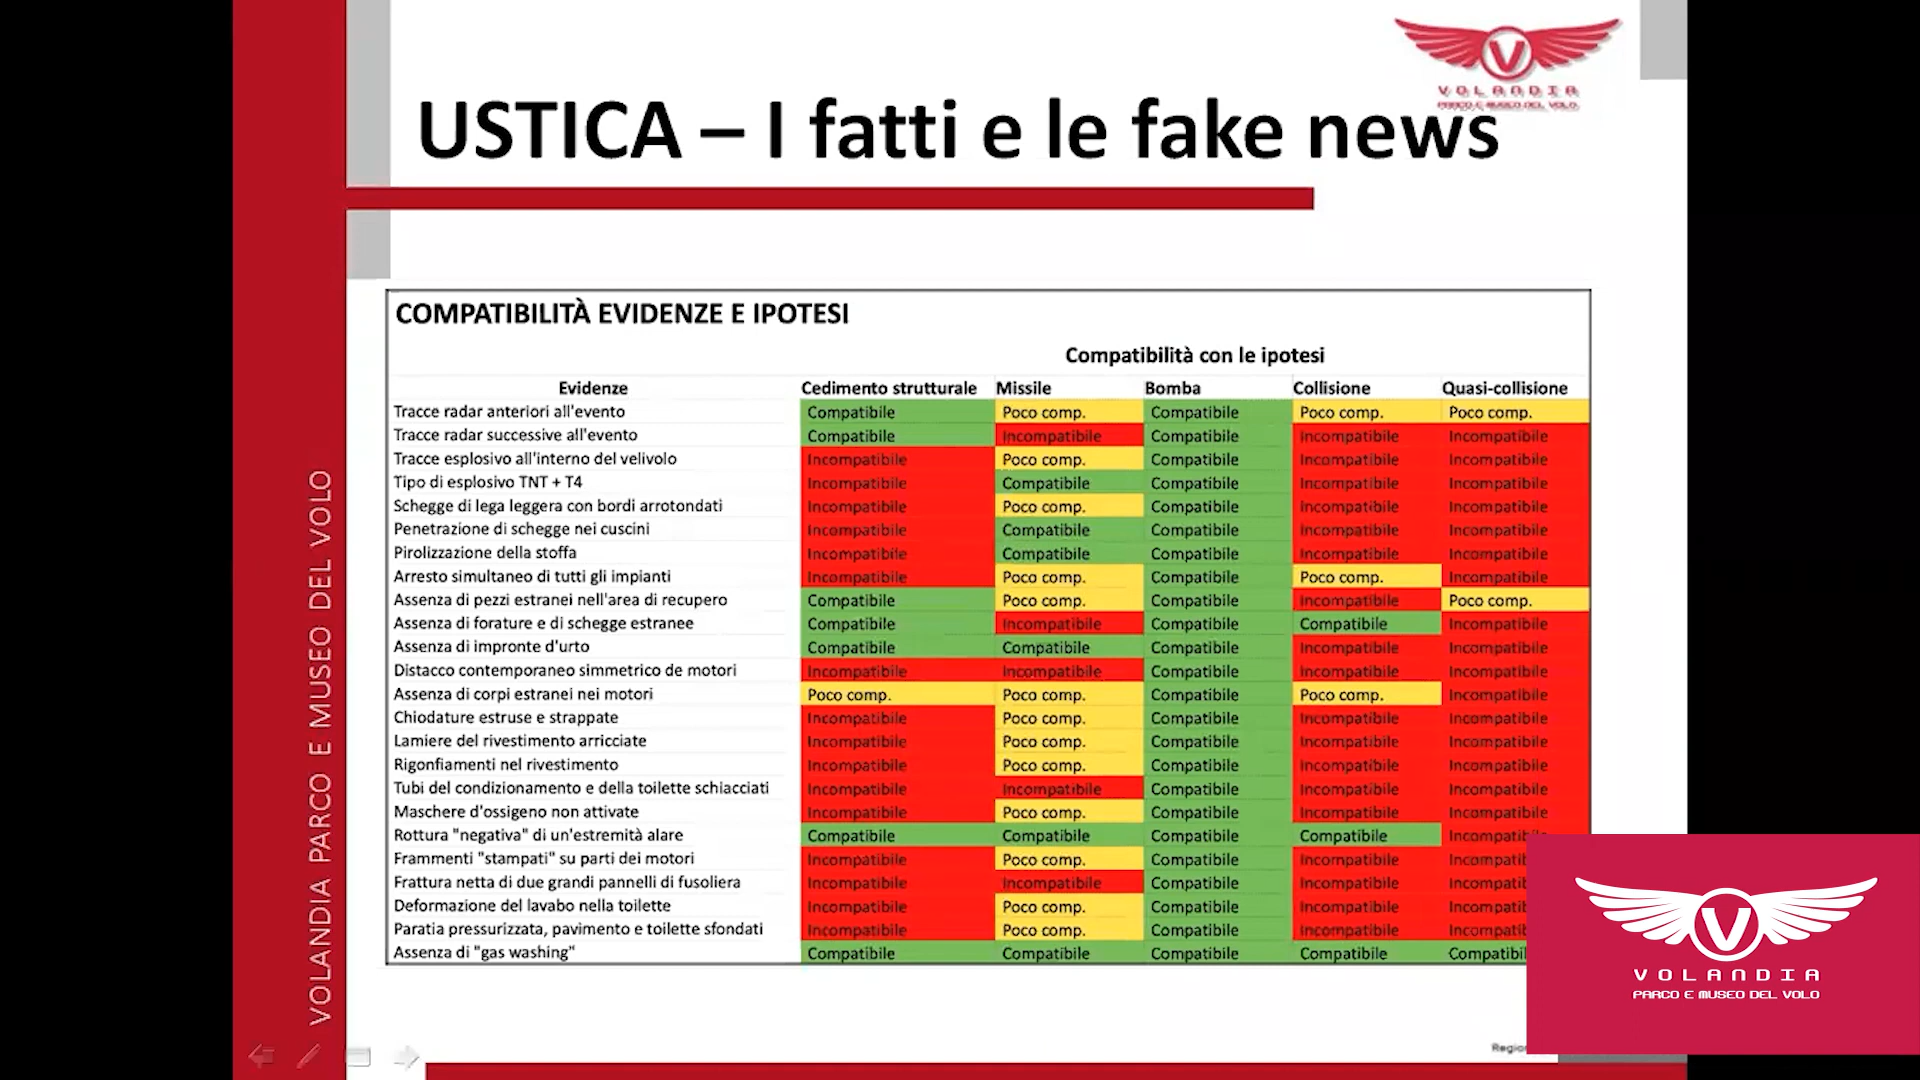 VOLANDIA
PARCO E MUSEO DEL VOLO
USTICA – I fatti e le fake news
VOLANDIA PARCO E MUSEO DEL VOLO
COMPATIBILITÀ EVIDENZE E IPOTESI
Compatibilità con le ipotesi
Evidenze Cedimento strutturale Missile Bomba Collisione Quasi-collisione
Tracce radar anteriori all'evento Compatibile Poco comp. Compatibile Poco comp. Poco comp.
Tracce radar successive all'evento Compatibile Incompatibile Compatibile Incompatibile Incompatibile
Tracce esplosivo all'interno del velivolo Incompatibile Poco comp. Compatibile Incompatibile Incompatibile
Tipo di esplosivo TNT + T4 Incompatibile Compatibile Compatibile Incompatibile Incompatibile
Schegge di lega leggera con bordi arrotondati Incompatibile Poco comp. Compatibile Incompatibile Incompatibile
Penetrazione di schegge nei cuscini Incompatibile Compatibile Compatibile Incompatibile Incompatibile
Pirolizzazione della stoffa Incompatibile Compatibile Compatibile Incompatibile Incompatibile
Arresto simultaneo di tutti gli impianti Incompatibile Poco comp. Compatibile Poco comp. Incompatibile
Assenza di pezzi estranei nell'area di recupero Compatibile Poco comp. Compatibile Incompatibile Poco comp.
Assenza di forature e di schegge estranee Compatibile Incompatibile Compatibile Compatibile Incompatibile
Assenza di impronte d'urto Compatibile Compatibile Compatibile Incompatibile Incompatibile
Distacco contemporaneo simmetrico de motori Incompatibile Incompatibile Compatibile Incompatibile Incompatibile
Assenza di corpi estranei nei motori Poco comp. Poco comp. Compatibile Poco comp. Incompatibile
Chiodature estruse e strappate Incompatibile Poco comp. Compatibile Incompatibile Incompatibile
Lamiere del rivestimento arricciate Incompatibile Poco comp. Compatibile Incompatibile Incompatibile
Rigonfiamenti nel rivestimento Incompatibile Poco comp. Compatibile Incompatibile Incompatibile
Tubi del condizionamento e della toilette schiacciati Incompatibile Incompatibile Compatibile Incompatibile Incompatibile
Maschere d'ossigeno non attivate Incompatibile Poco comp. Compatibile Incompatibile Incompatibile
Rottura "negativa" di un'estremità alare Compatibile Compatibile Compatibile Compatibile Incompatibile
Frammenti "stampati" su parti dei motori Incompatibile Poco comp. Compatibile Incompatibile Incompatib
Frattura netta di due grandi pannelli di fusoliera Incompatibile Incompatibile Compatibile Incompatibile Incompatib
Deformazione del lavabo nella toilette Incompatibile Poco comp. Compatibile Incompatibile Incompatib
Paratia pressurizzata, pavimento e toilette sfondati Incompatibile Poco comp. Compatibile Incompatibile Incompatib
Assenza di "gas washing" Compatibile Compatibile Compatibile Compatibile Compatibil
VOLANDIA
PARCO E MUSEO DEL VOLO